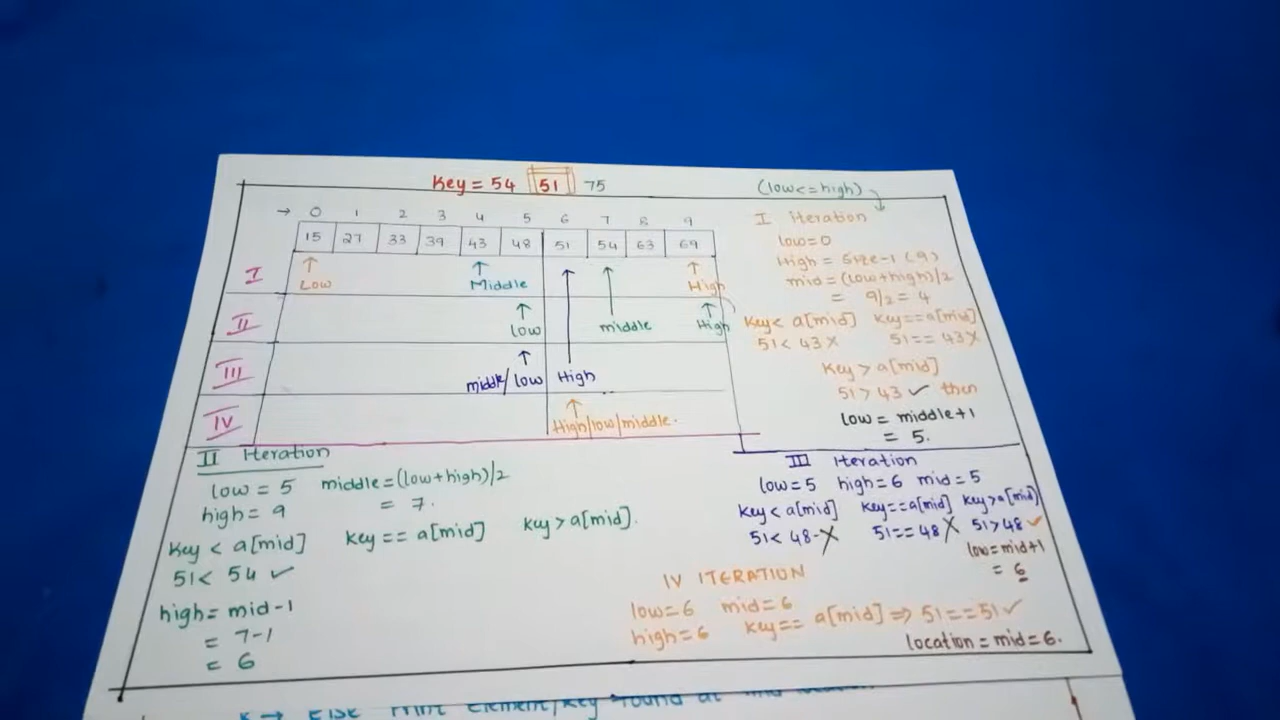 Key = 54 51 75
(low<=high)
→ 0 1 2 3 4 5 6 7 8 9
15 27 33 39 43 48 51 54 63 69
I
Low Middle High
II
low middle High
III
middle/low High
IV
High/low/middle.
I iteration
low=0
High = Size-1 (9)
mid = (low+high)/2
= 9/2 = 4
Key< a[mid] Key==a[mid]
51< 43 X 51== 43X
Key > a[mid]
51> 43 ✓ then
low = middle+1
= 5.
II Iteration
low = 5 middle=(low+high)/2
high = 9 = 7.
Key < a[mid] Key == a[mid] Key > a[mid].
51< 54 ✓
high= mid-1
= 7-1
= 6
III iteration
low=5 high=6 mid=5
Key<a[mid] Key==a[mid] Key>a[mid]
51< 48-X 51==48 X 51>48 ✓
low=mid+1
= 6
IV ITERATION
low=6 mid=6
high=6 Key== a[mid] => 51==51 ✓
location = mid=6.
Else Print Element/Key found at